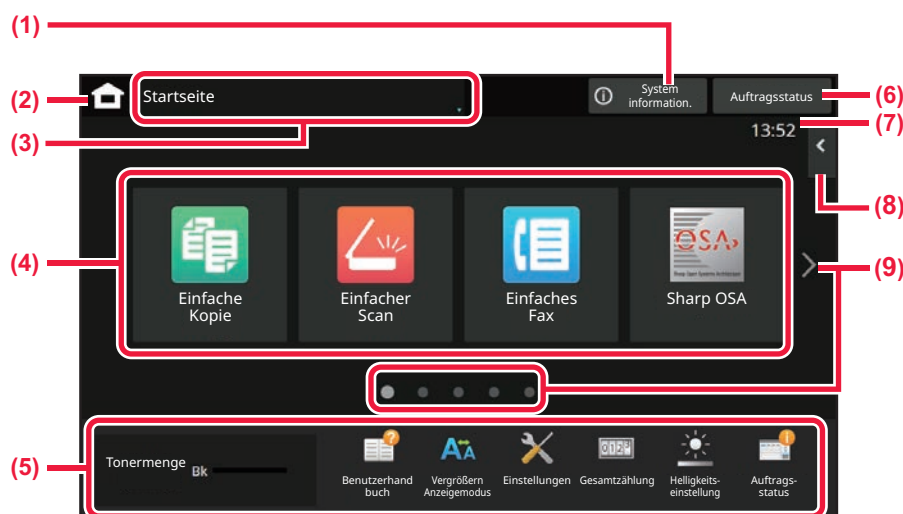 (1)
(2)
Startseite
System
information.
Auftragsstatus
(6)
(3)
13:52
(7)
(8)
(4)
Einfache
Kopie
Einfacher
Scan
Einfaches
Fax
OSA
Sharp OSA
(9)
(5)
Tonermenge
Bk
Benutzerhand
buch
Vergrößern
Anzeigemodus
Einstellungen
Gesamtzählung
Helligkeits-
einstellung
Auftrags-
status